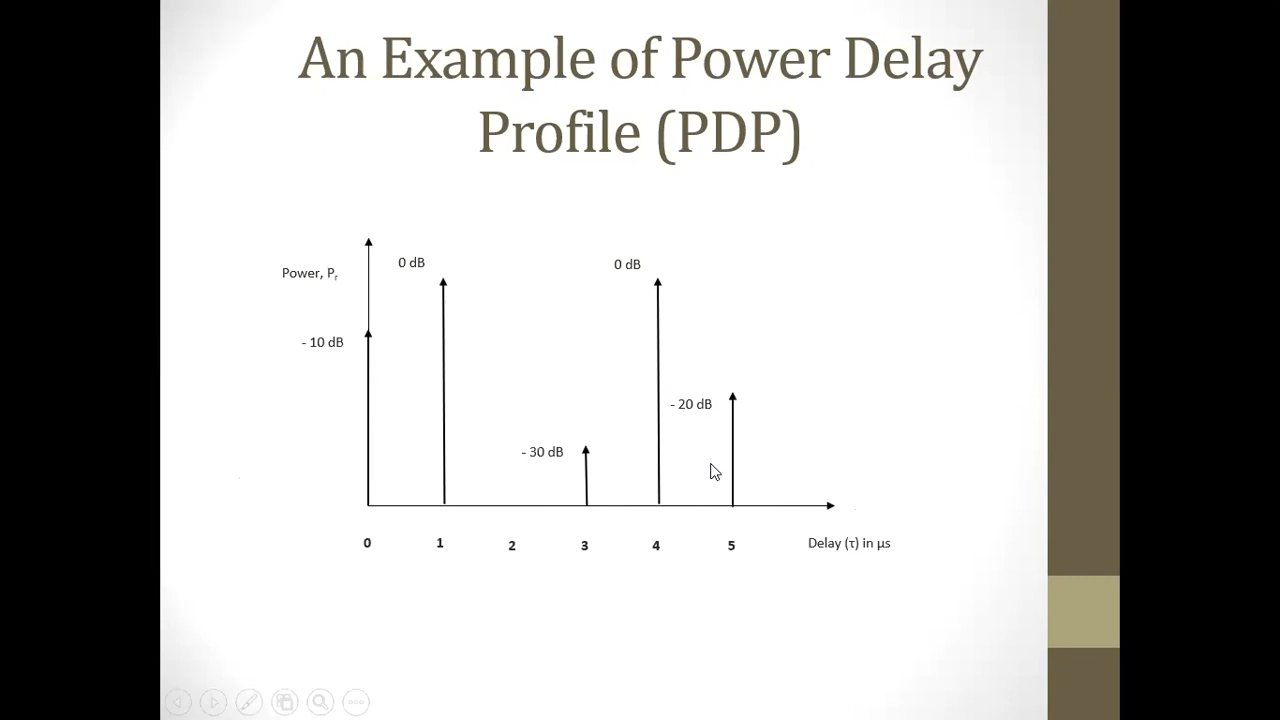 An Example of Power Delay
Profile (PDP)
0 dB
0 dB
Power, Pr
- 10 dB
- 20 dB
- 30 dB
0 1 2 3 4 5 Delay (τ) in μs